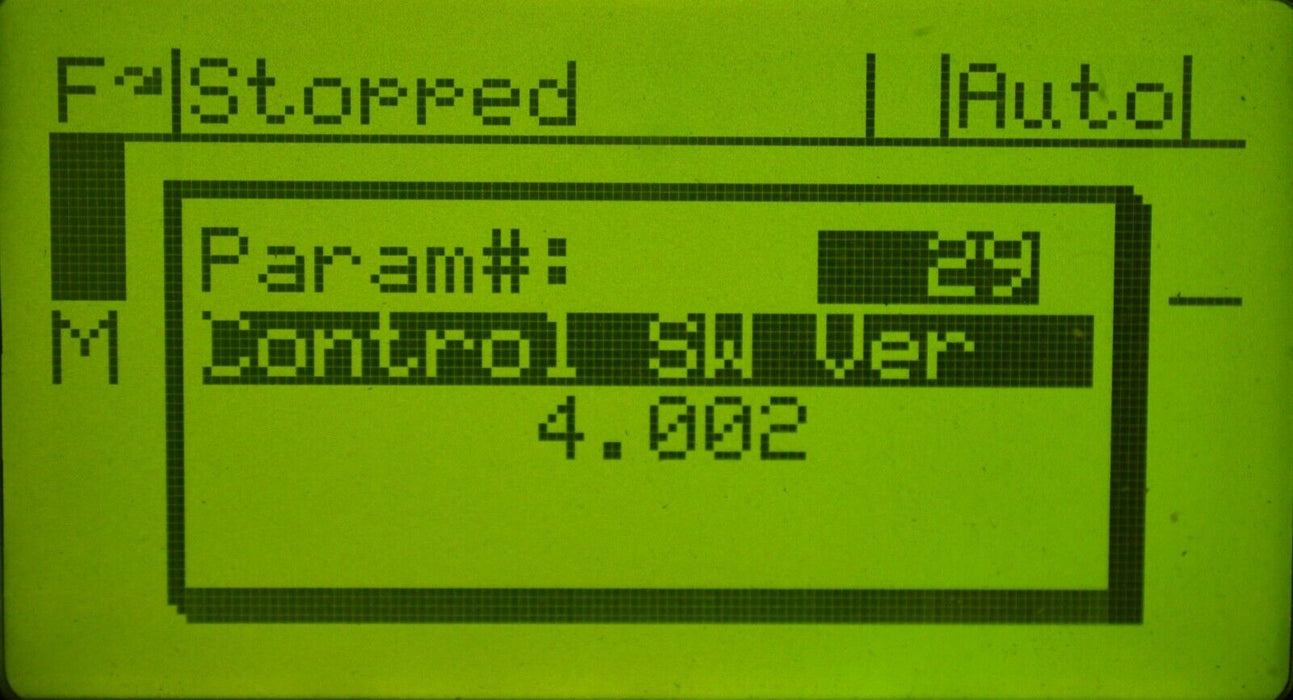 F Stopped Auto
Param#: 29
Control SW Ver
M
4.002